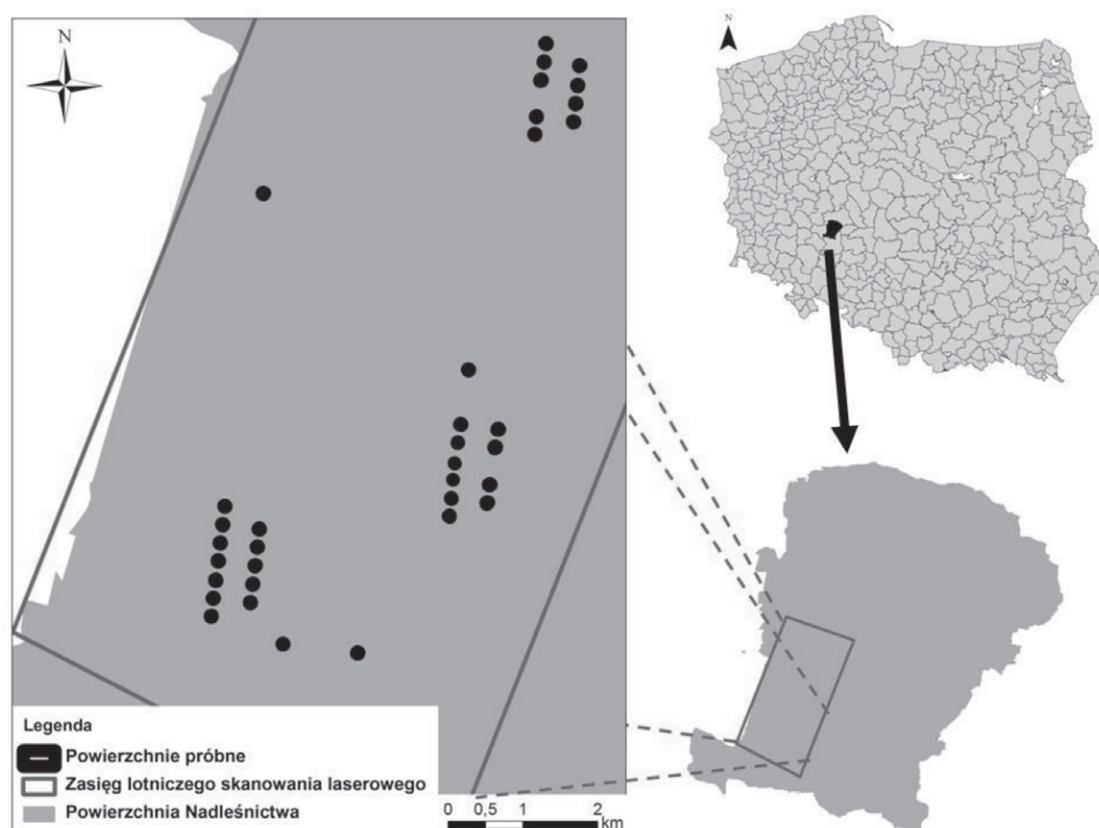 N
N
Legenda
Powierzchnie próbne
Zasięg lotniczego skanowania laserowego
Powierzchnia Nadleśnictwa
0 0,5 1 2
km